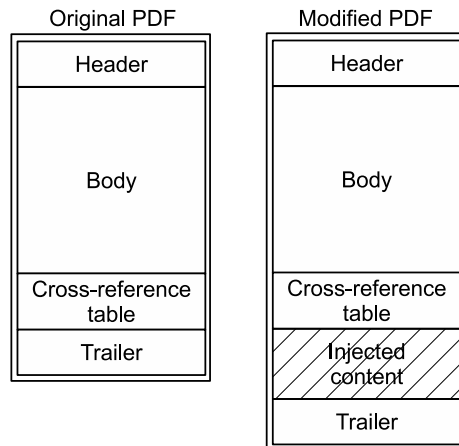 Original PDF
Header
Body
Cross-reference
table
Trailer
Modified PDF
Header
Body
Cross-reference
table
Injected
content
Trailer